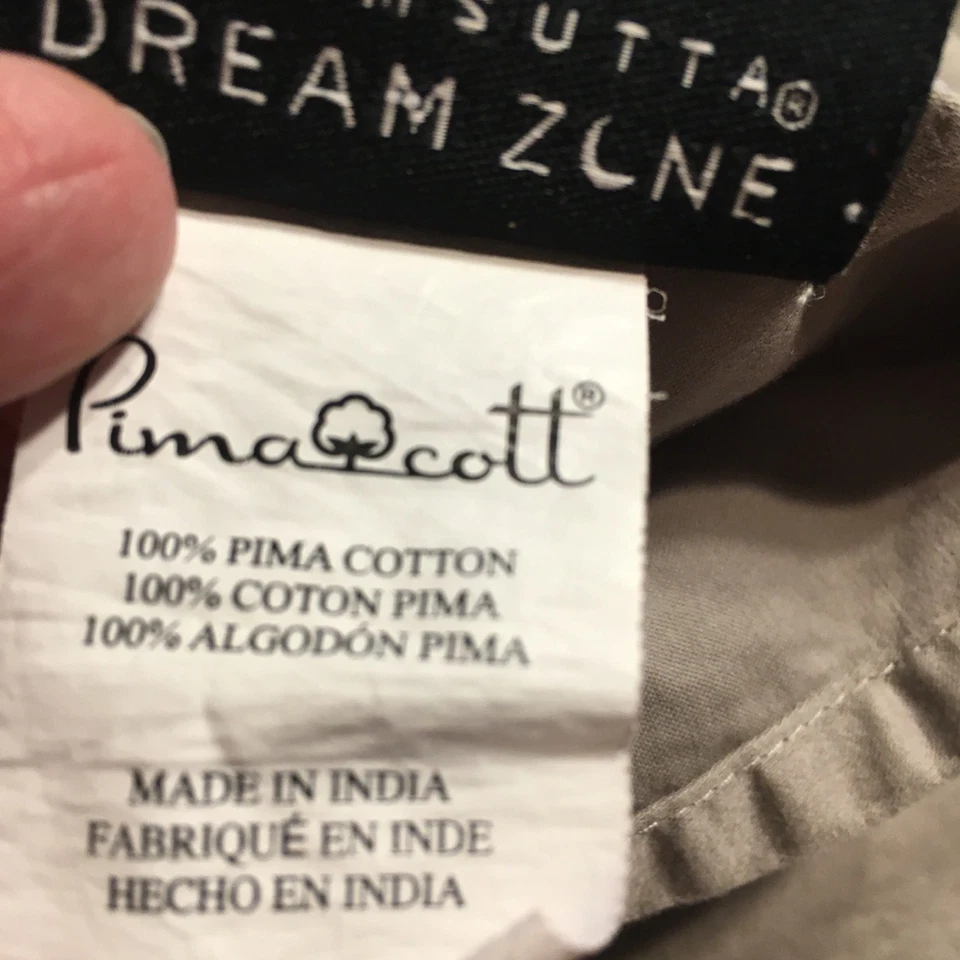 MSUTTA®
DREAM ZONE
Pimacott®
100% PIMA COTTON
100% COTON PIMA
100% ALGODÓN PIMA
MADE IN INDIA
FABRIQUÉ EN INDE
HECHO EN INDIA